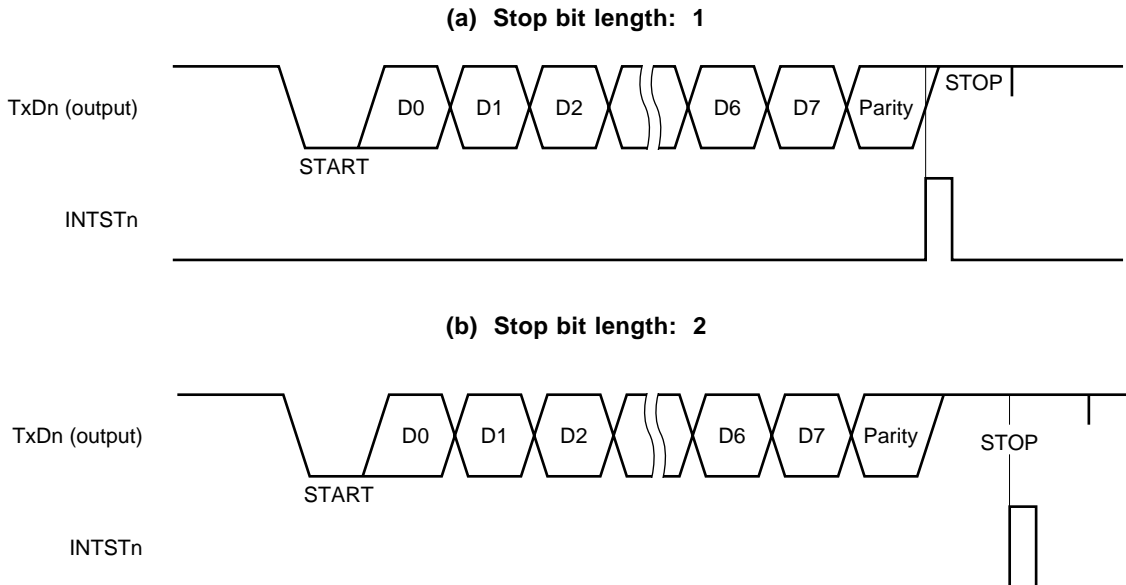 (a) Stop bit length: 1
TxDn (output)
D0 D1 D2 D6 D7 Parity STOP
START
INTSTn
(b) Stop bit length: 2
TxDn (output)
D0 D1 D2 D6 D7 Parity STOP
START
INTSTn